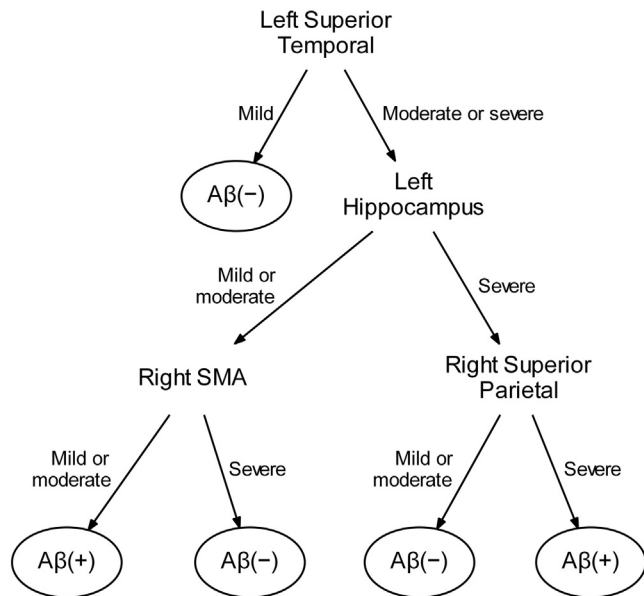 Left Superior
Temporal
Mild
Moderate or severe
Aβ(−)
Left
Hippocampus
Mild or
moderate
Severe
Right SMA
Right Superior
Parietal
Mild or
moderate
Severe
Mild or
moderate
Severe
Aβ(+)
Aβ(−)
Aβ(−)
Aβ(+)